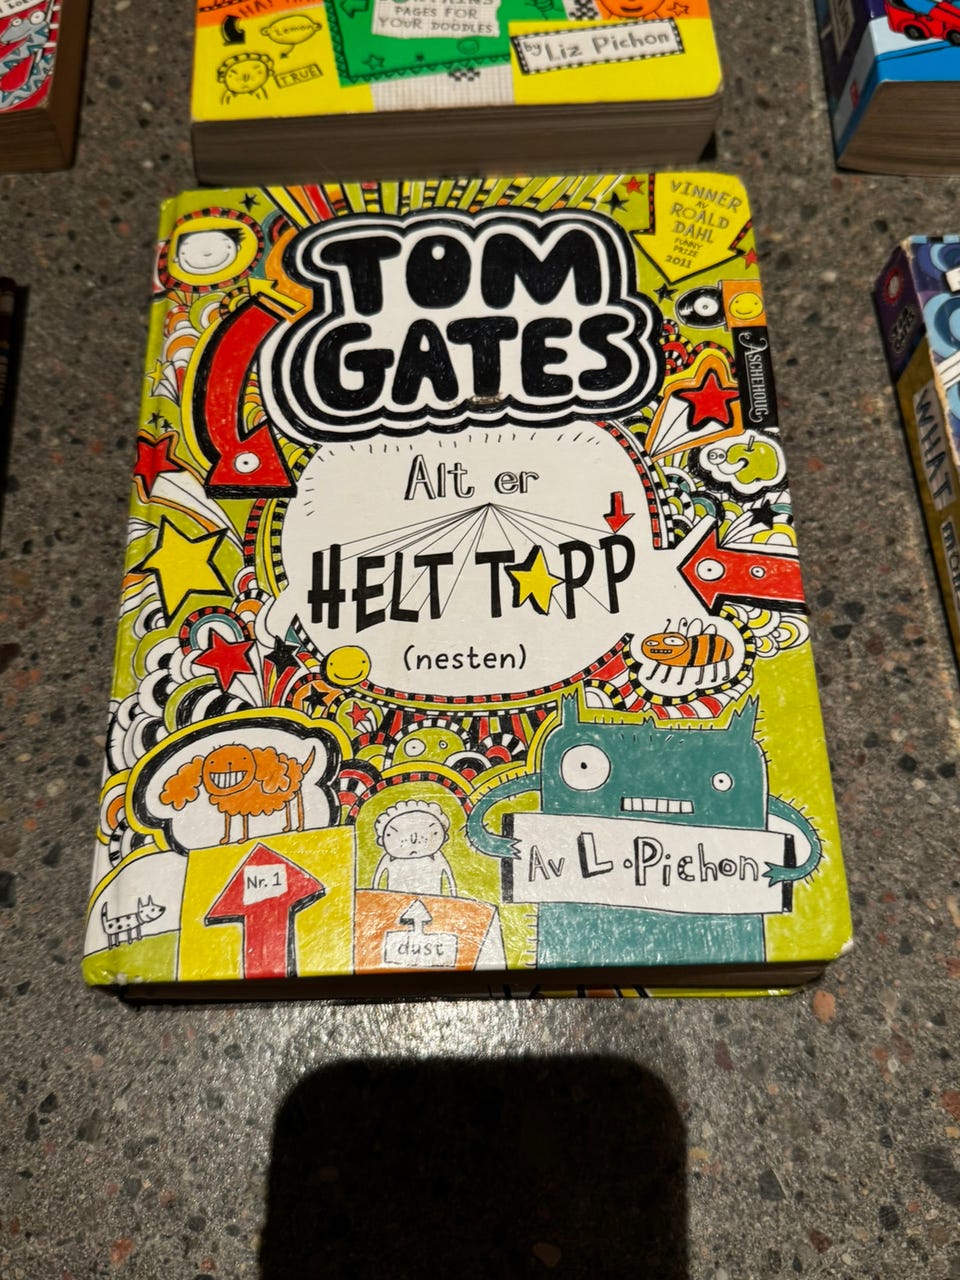 Lemon
TRUE
PAGES FOR
YOUR DOODLES
by Liz Pichon
VINNER
AV
ROALD
DAHL
FUNNY
PRIZE
2011
TOM
GATES
ASCHEHOUG
Alt er
HELT TOPP
(nesten)
Nr. 1
dust
Av L. Pichon
WHAT